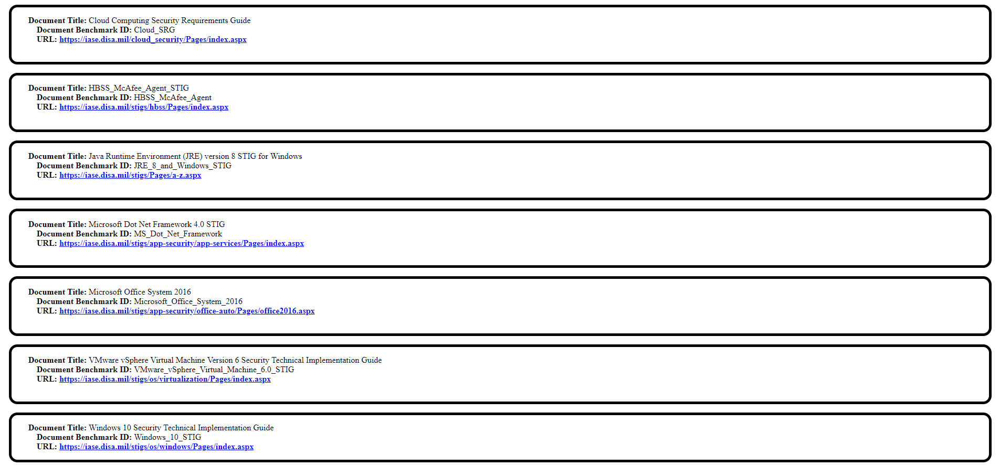 Document Title: Cloud Computing Security Requirements Guide
Document Benchmark ID: Cloud_SRG
URL: https://iase.disa.mil/cloud_security/Pages/index.aspx
Document Title: HBSS_McAfee_Agent_STIG
Document Benchmark ID: HBSS_McAfee_Agent
URL: https://iase.disa.mil/stigs/hbss/Pages/index.aspx
Document Title: Java Runtime Environment (JRE) version 8 STIG for Windows
Document Benchmark ID: JRE_8_and_Windows_STIG
URL: https://iase.disa.mil/stigs/Pages/a-z.aspx
Document Title: Microsoft Dot Net Framework 4.0 STIG
Document Benchmark ID: MS_Dot_Net_Framework
URL: https://iase.disa.mil/stigs/app-security/app-services/Pages/index.aspx
Document Title: Microsoft Office System 2016
Document Benchmark ID: Microsoft_Office_System_2016
URL: https://iase.disa.mil/stigs/app-security/office-auto/Pages/office2016.aspx
Document Title: VMware vSphere Virtual Machine Version 6 Security Technical Implementation Guide
Document Benchmark ID: VMware_vSphere_Virtual_Machine_6.0_STIG
URL: https://iase.disa.mil/stigs/os/virtualization/Pages/index.aspx
Document Title: Windows 10 Security Technical Implementation Guide
Document Benchmark ID: Windows_10_STIG
URL: https://iase.disa.mil/stigs/os/windows/Pages/index.aspx